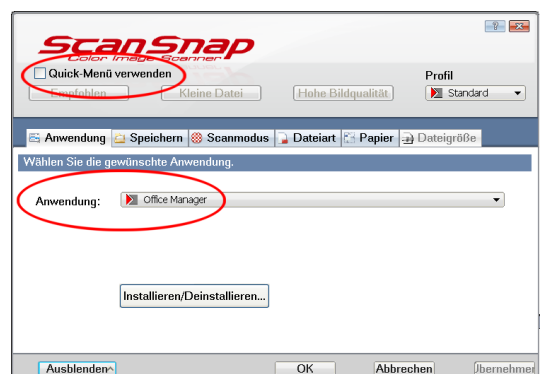 ScanSnap
Color Image Scanner
Quick-Menü verwenden
Profil
Empfohlen Kleine Datei Hohe Bildqualität Standard
Anwendung Speichern Scanmodus Dateiart Papier Dateigröße
Wählen Sie die gewünschte Anwendung.
Anwendung: Office Manager
Installieren/Deinstallieren...
Ausblenden OK Abbrechen Übernehmen